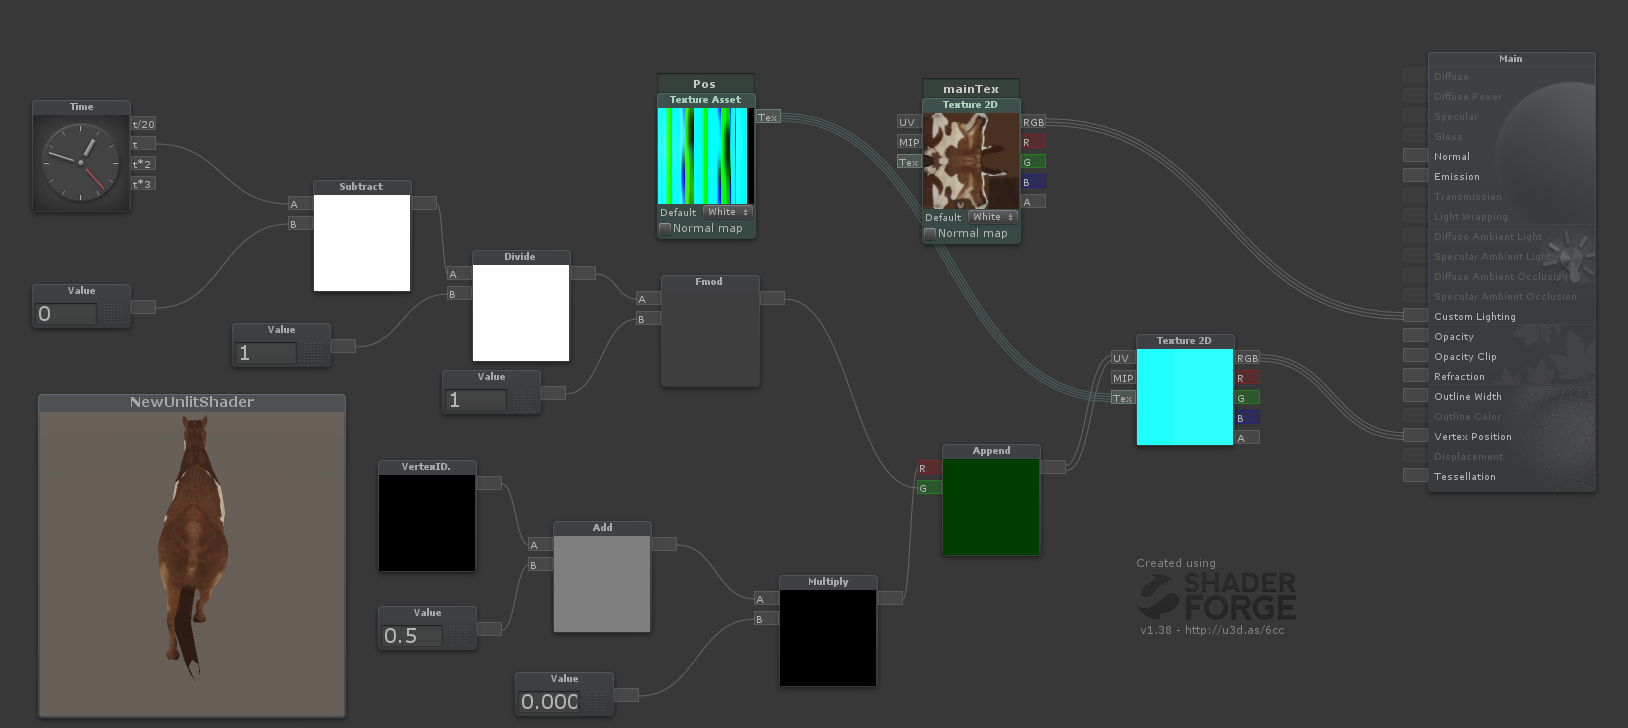 Time
t/20
t
t*2
t*3
Value
0
Subtract
A
B
Value
1
Divide
A
B
Value
1
Pos
Texture Asset
Tex
Default White
Normal map
Fmod
A
B
mainTex
Texture 2D
UV
MIP
Tex
RGB
R
G
B
A
Default White
Normal map
NewUnlitShader
VertexID.
Value
0.5
Add
A
B
Value
0.000
Multiply
A
B
Append
R
G
Texture 2D
UV
MIP
Tex
RGB
R
G
B
A
Main
Diffuse
Diffuse Power
Specular
Gloss
Normal
Emission
Transmission
Light Wrapping
Diffuse Ambient Light
Specular Ambient Light
Diffuse Ambient Occlusion
Specular Ambient Occlusion
Custom Lighting
Opacity
Opacity Clip
Refraction
Outline Width
Outline Color
Vertex Position
Displacement
Tessellation
Created using
SHADER
FORGE
v1.38 - http://u3d.as/6cc